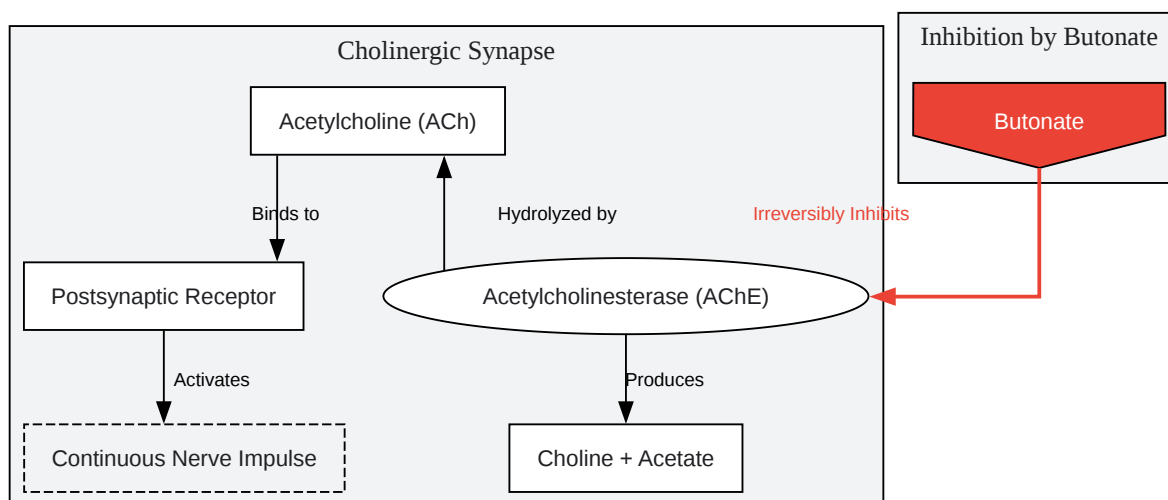 Cholinergic Synapse
Inhibition by Butonate
Acetylcholine (ACh)
Butonate
Binds to
Hydrolyzed by
Irreversibly Inhibits
Postsynaptic Receptor
Acetylcholinesterase (AChE)
Activates
Produces
Continuous Nerve Impulse
Choline + Acetate